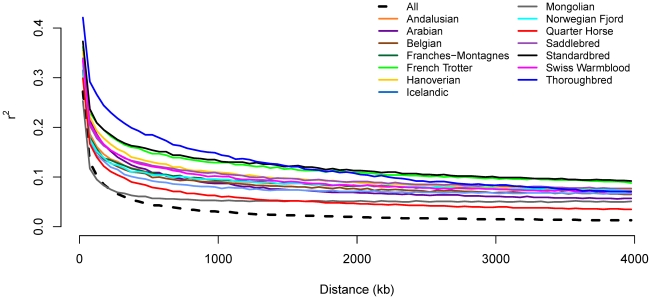 All
Andalusian
Arabian
Belgian
Franches−Montagnes
French Trotter
Hanoverian
Icelandic
Mongolian
Norwegian Fjord
Quarter Horse
Saddlebred
Standardbred
Swiss Warmblood
Thoroughbred
r2
0.4
0.3
0.2
0.1
0.0
0
1000
2000
3000
4000
Distance (kb)